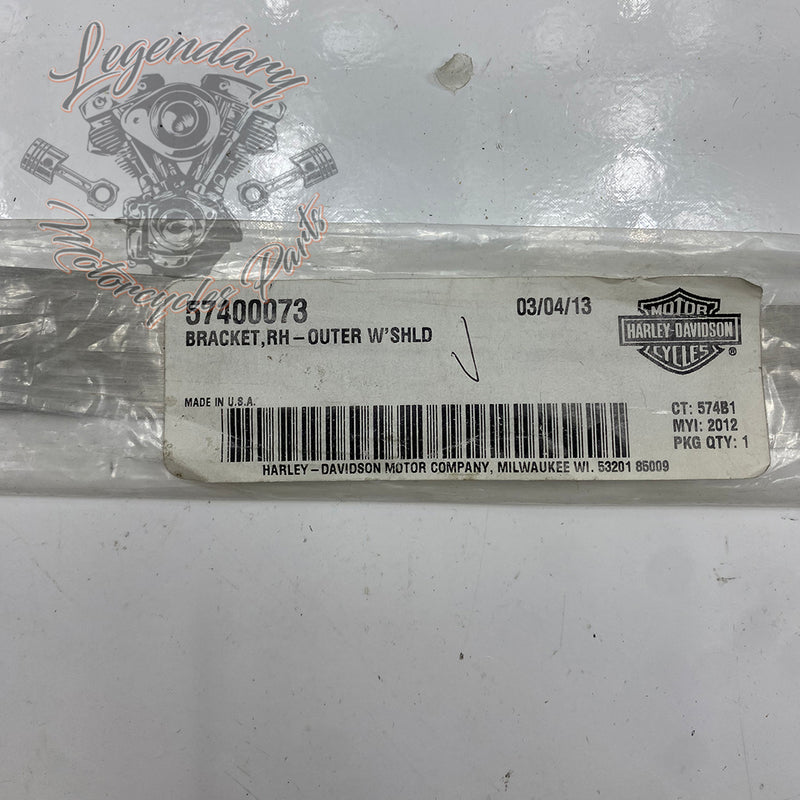 Legendary
Motorcycles Parts
57400073
03/04/13
BRACKET,RH-OUTER W'SHLD
MOTOR
HARLEY-DAVIDSON
CYCLES®
MADE IN U.S.A.
CT: 574B1
MYI: 2012
PKG QTY: 1
HARLEY-DAVIDSON MOTOR COMPANY, MILWAUKEE WI. 53201 85009